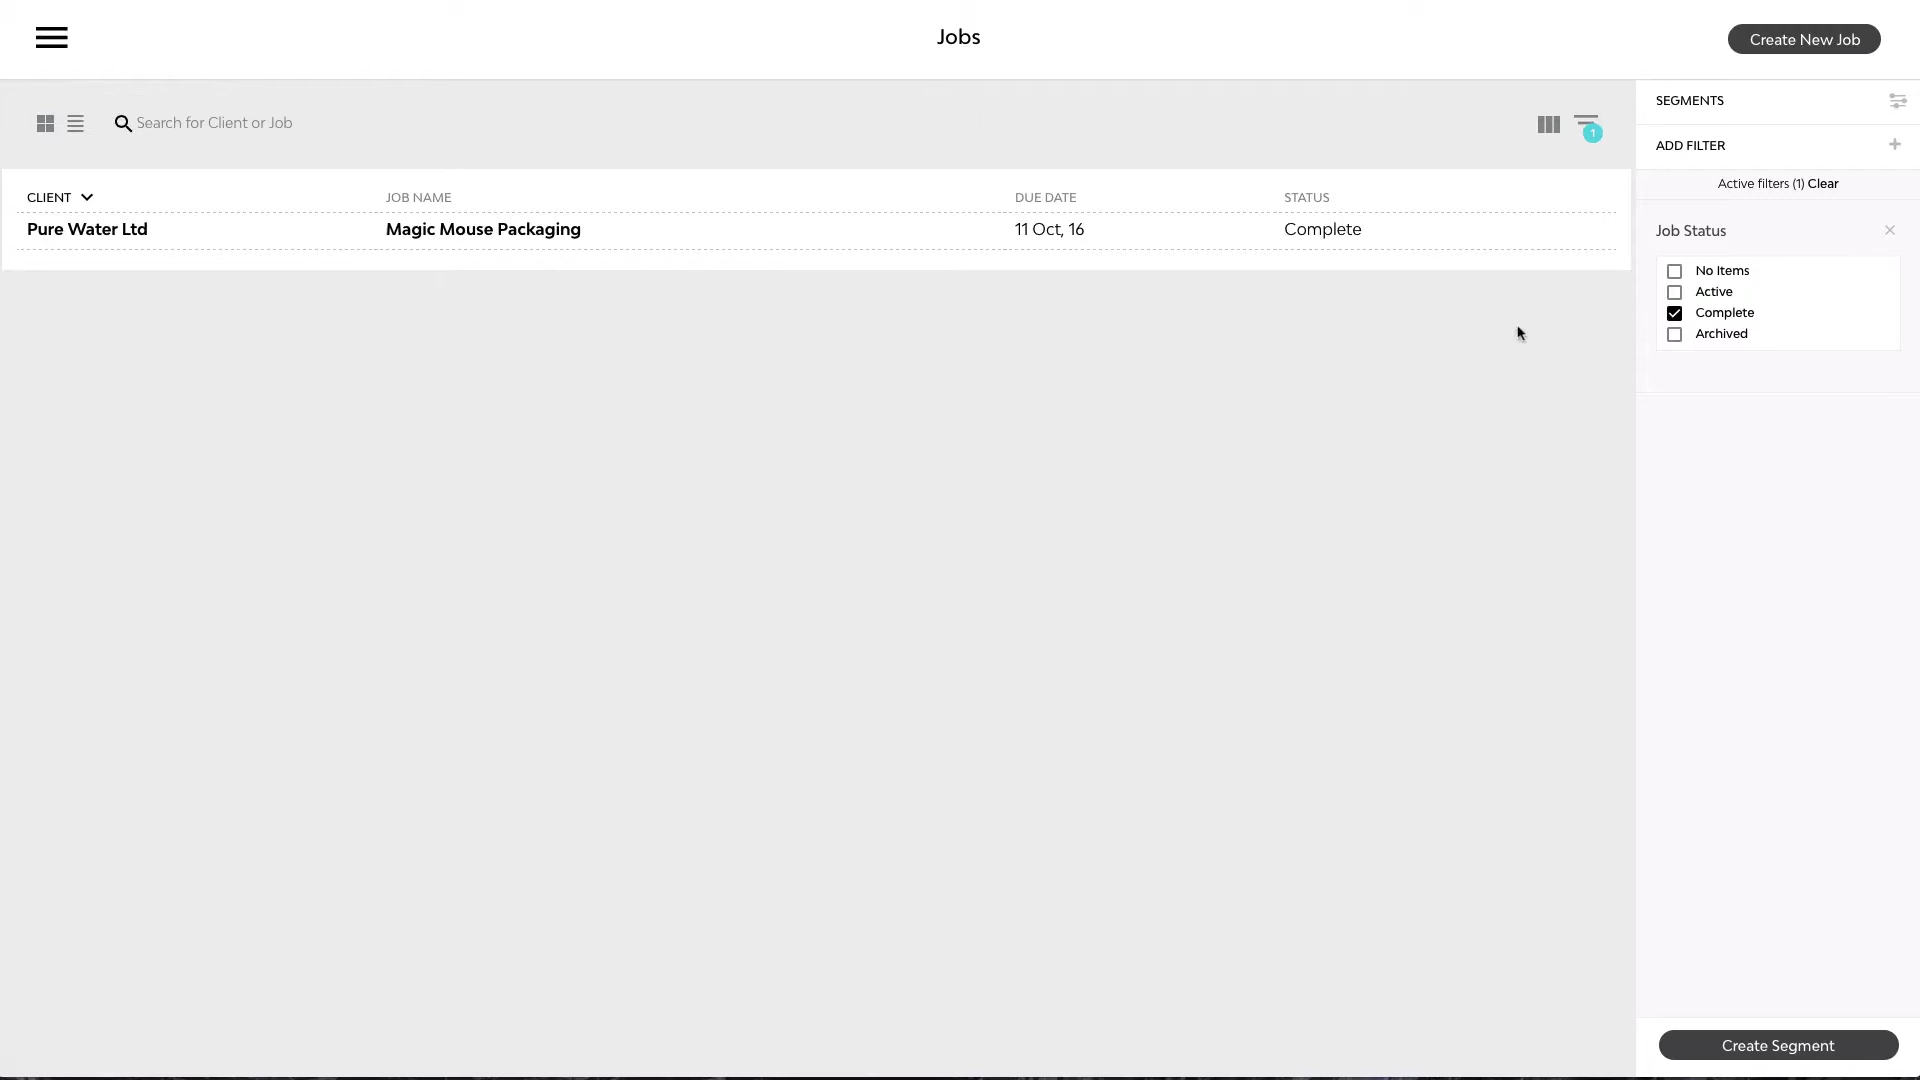 Jobs
Create New Job
Search for Client or Job
1
SEGMENTS
ADD FILTER
Active filters (1) Clear
CLIENT JOB NAME DUE DATE STATUS
Pure Water Ltd Magic Mouse Packaging 11 Oct, 16 Complete
Job Status
No Items
Active
Complete
Archived
Create Segment